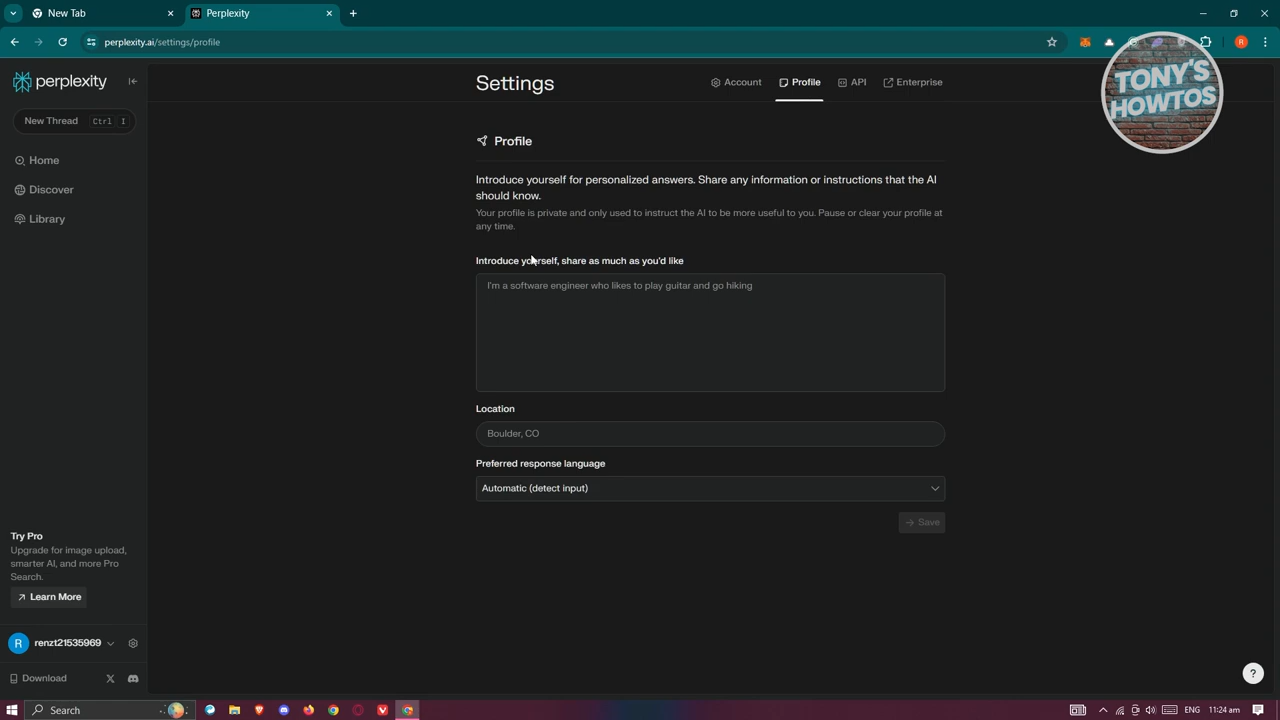 New Tab
Perplexity
perplexity.ai/settings/profile
R
perplexity
New Thread
Ctrl I
Home
Discover
Library
Settings
Account
Profile
API
Enterprise
TONY'S
HOWTOS
Profile
Introduce yourself for personalized answers. Share any information or instructions that the AI
should know.
Your profile is private and only used to instruct the AI to be more useful to you. Pause or clear your profile at
any time.
Introduce yourself, share as much as you'd like
I'm a software engineer who likes to play guitar and go hiking
Location
Boulder, CO
Preferred response language
Automatic (detect input)
Save
Try Pro
Upgrade for image upload,
smarter AI, and more Pro
Search.
Learn More
R
renzt21535969
Download
?
Search
ENG
11:24 am